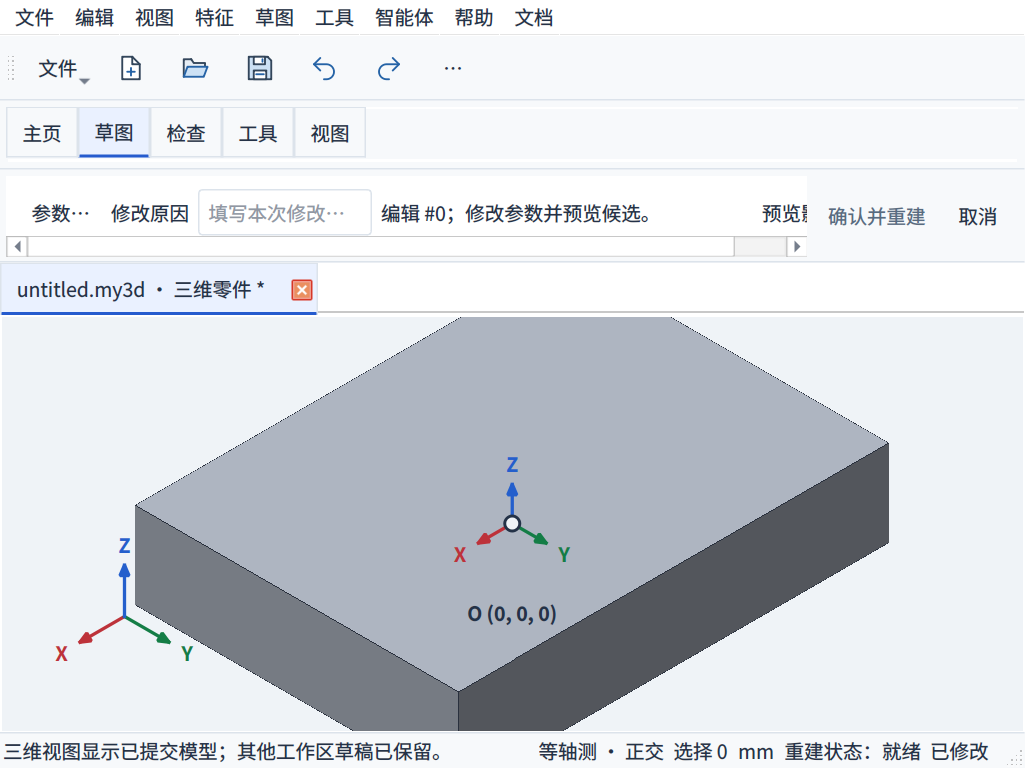 文件 编辑 视图 特征 草图 工具 智能体 帮助 文档
文件 ...
主页 草图 检查 工具 视图
参数… 修改原因 填写本次修改… 编辑 #0；修改参数并预览候选。 预览 确认并重建 取消
untitled.my3d · 三维零件 *
Z
X Y
O (0, 0, 0)
Z
X Y
三维视图显示已提交模型；其他工作区草稿已保留。 等轴测 · 正交 选择 0 mm 重建状态：就绪 已修改